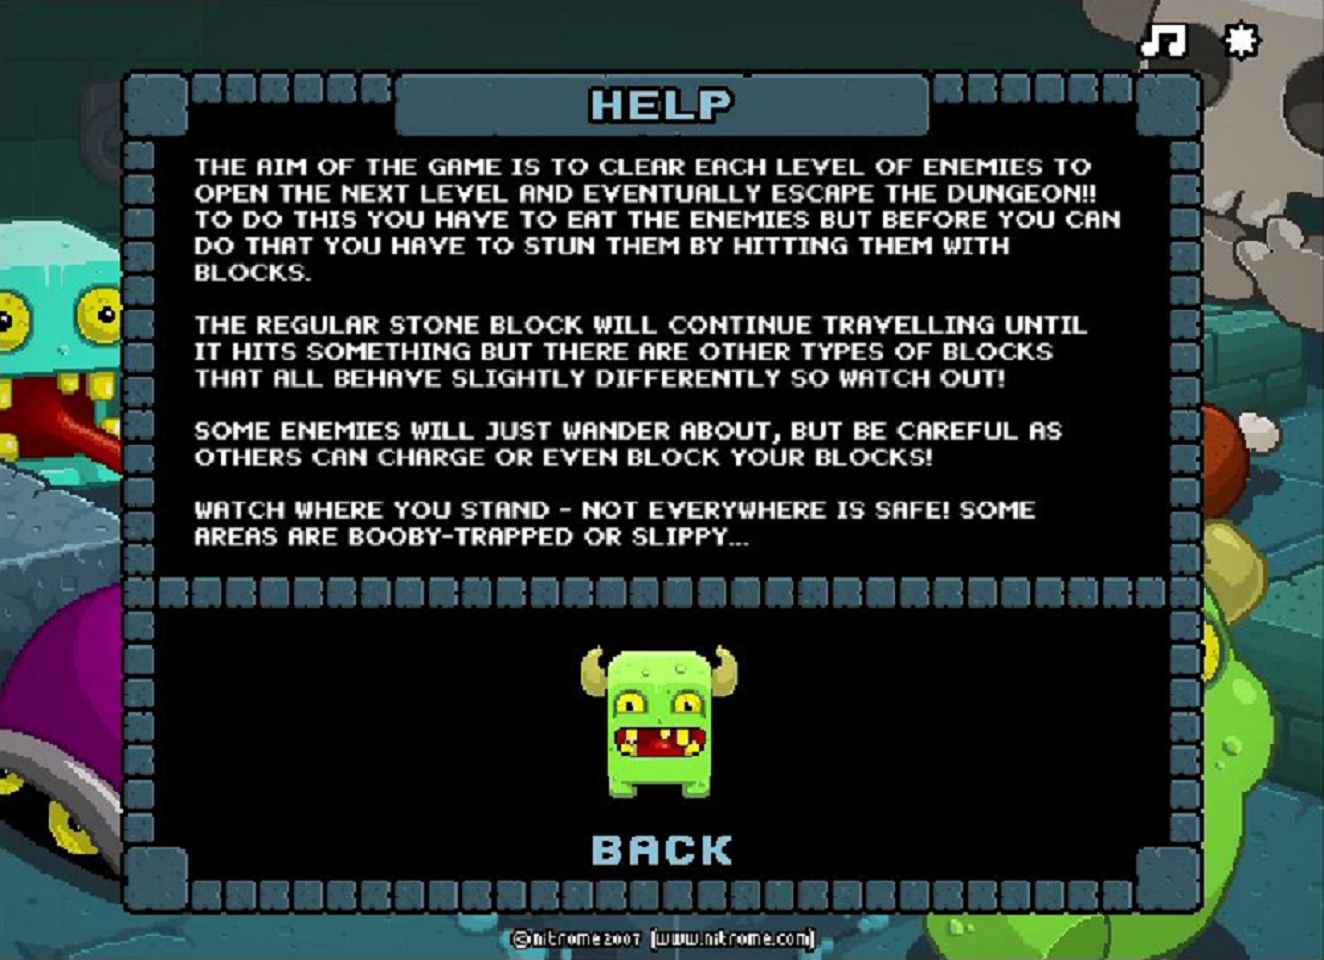 HELP
THE AIM OF THE GAME IS TO CLEAR EACH LEVEL OF ENEMIES TO
OPEN THE NEXT LEVEL AND EVENTUALLY ESCAPE THE DUNGEON!!
TO DO THIS YOU HAVE TO EAT THE ENEMIES BUT BEFORE YOU CAN
DO THAT YOU HAVE TO STUN THEM BY HITTING THEM WITH
BLOCKS.
THE REGULAR STONE BLOCK WILL CONTINUE TRAVELLING UNTIL
IT HITS SOMETHING BUT THERE ARE OTHER TYPES OF BLOCKS
THAT ALL BEHAVE SLIGHTLY DIFFERENTLY SO WATCH OUT!
SOME ENEMIES WILL JUST WANDER ABOUT, BUT BE CAREFUL AS
OTHERS CAN CHARGE OR EVEN BLOCK YOUR BLOCKS!
WATCH WHERE YOU STAND - NOT EVERYWHERE IS SAFE! SOME
AREAS ARE BOOBY-TRAPPED OR SLIPPY...
BACK
©nitrome2007 [www.nitrome.com]